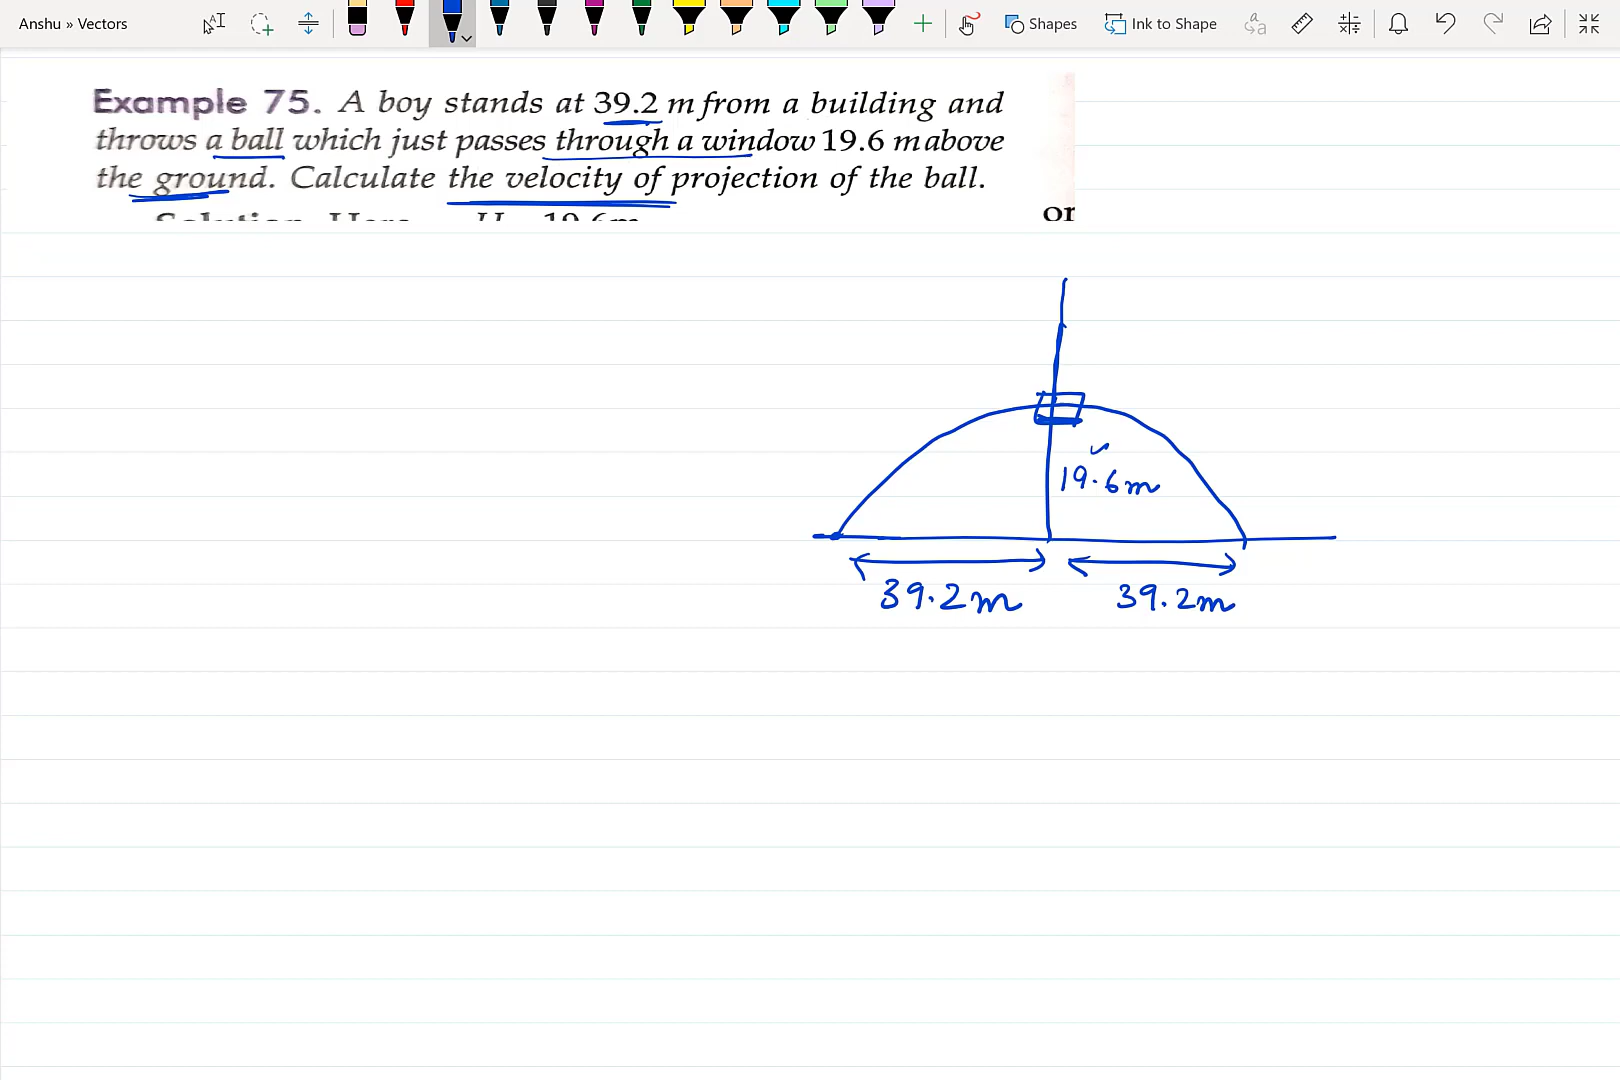 Anshu » Vectors
Shapes
Ink to Shape
Example 75. A boy stands at 39.2 m from a building and
throws a ball which just passes through a window 19.6 m above
the ground. Calculate the velocity of projection of the ball.
or
19.6m
39.2m
39.2m